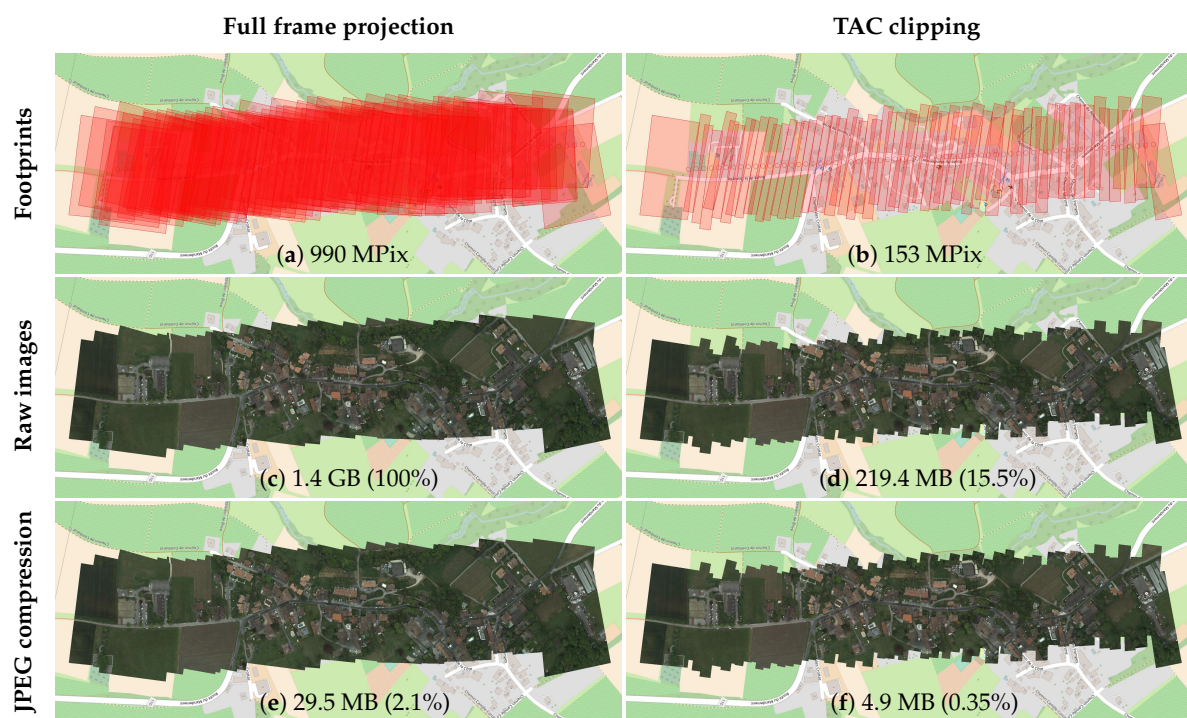 Full frame projection
TAC clipping
Footprints
(a) 990 MPix
(b) 153 MPix
Raw images
(c) 1.4 GB (100%)
(d) 219.4 MB (15.5%)
JPEG compression
(e) 29.5 MB (2.1%)
(f) 4.9 MB (0.35%)